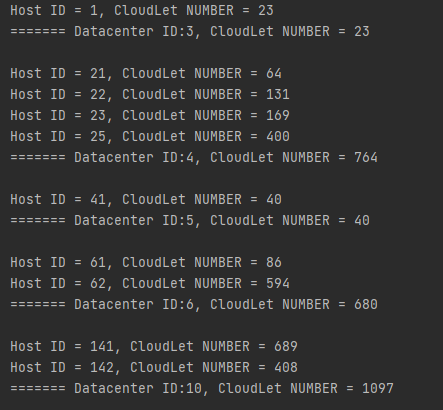 Host ID = 1, CloudLet NUMBER = 23
======= Datacenter ID:3, CloudLet NUMBER = 23
Host ID = 21, CloudLet NUMBER = 64
Host ID = 22, CloudLet NUMBER = 131
Host ID = 23, CloudLet NUMBER = 169
Host ID = 25, CloudLet NUMBER = 400
======= Datacenter ID:4, CloudLet NUMBER = 764
Host ID = 41, CloudLet NUMBER = 40
======= Datacenter ID:5, CloudLet NUMBER = 40
Host ID = 61, CloudLet NUMBER = 86
Host ID = 62, CloudLet NUMBER = 594
======= Datacenter ID:6, CloudLet NUMBER = 680
Host ID = 141, CloudLet NUMBER = 689
Host ID = 142, CloudLet NUMBER = 408
======= Datacenter ID:10, CloudLet NUMBER = 1097